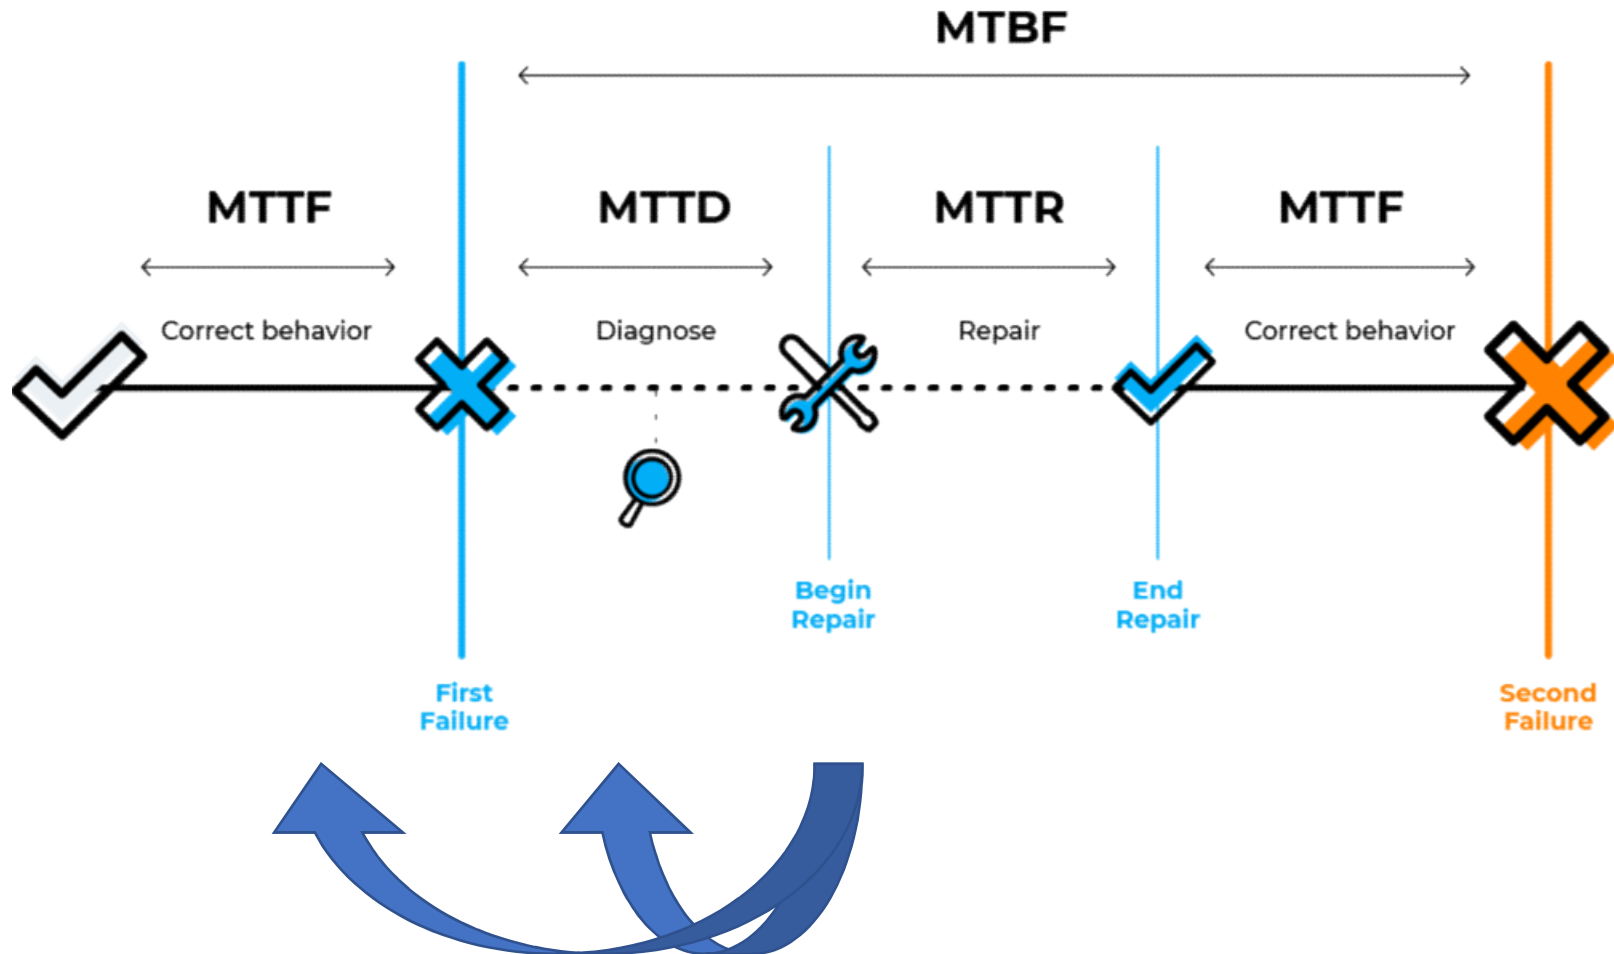 MTBF
MTTF
MTTD
MTTR
MTTF
Correct behavior
Diagnose
Repair
Correct behavior
Begin
Repair
End
Repair
First
Failure
Second
Failure